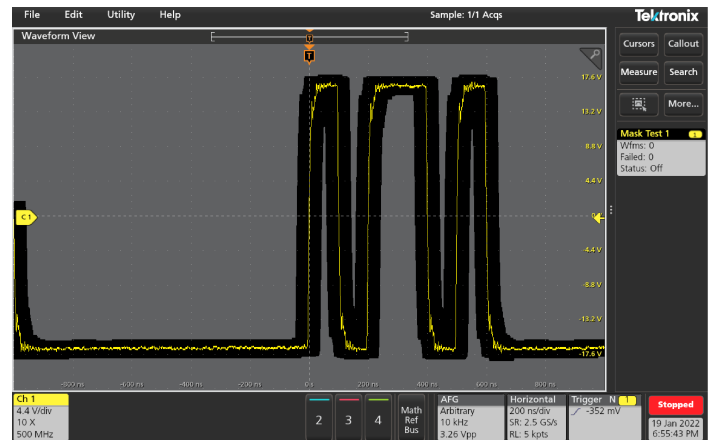 File Edit Utility Help Sample: 1/1 Acqs Tektronix
Waveform View
T
T
Cursors Callout
Measure Search
More...
Mask Test 1 1
Wfms: 0
Failed: 0
Status: Off
17.6 V
13.2 V
8.8 V
4.4 V
C1
-4.4 V
-8.8 V
-13.2 V
-17.6 V
-800 ns -600 ns -400 ns -200 ns 0 s 200 ns 400 ns 600 ns 800 ns
Ch 1
4.4 V/div
10 X
500 MHz
2 3 4
Math
Ref
Bus
AFG
Arbitrary
10 kHz
3.26 Vpp
Horizontal
200 ns/div
SR: 2.5 GS/s
RL: 5 kpts
Trigger N 1
-352 mV
Stopped
19 Jan 2022
6:55:43 PM